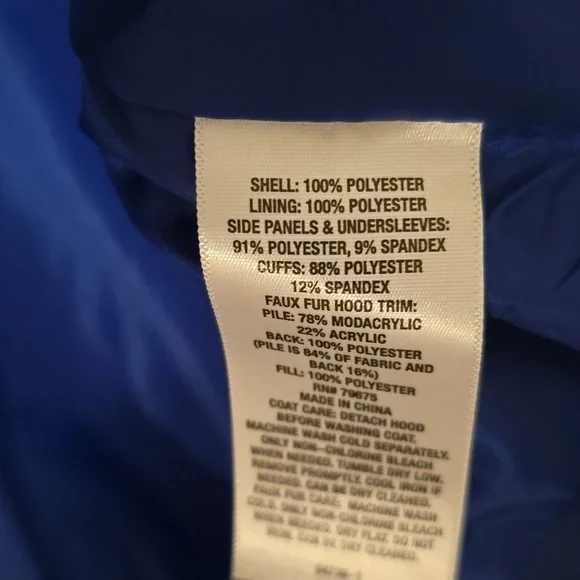 SHELL: 100% POLYESTER
LINING: 100% POLYESTER
SIDE PANELS & UNDERSLEEVES:
91% POLYESTER, 9% SPANDEX
CUFFS: 88% POLYESTER
12% SPANDEX
FAUX FUR HOOD TRIM:
PILE: 78% MODACRYLIC
22% ACRYLIC
BACK: 100% POLYESTER
(PILE IS 84% OF FABRIC AND
BACK 16%)
FILL: 100% POLYESTER
RN# 79675
MADE IN CHINA
COAT CARE: DETACH HOOD
BEFORE WASHING COAT.
MACHINE WASH COLD SEPARATELY.
ONLY NON-CHLORINE BLEACH
WHEN NEEDED. TUMBLE DRY LOW.
REMOVE PROMPTLY. COOL IRON IF
NEEDED. CAN BE DRY CLEANED.
FAUX FUR CARE: MACHINE WASH
COLD. ONLY NON-CHLORINE BLEACH
WHEN NEEDED. DRY FLAT. DO NOT
IRON. CAN BE DRY CLEANED.